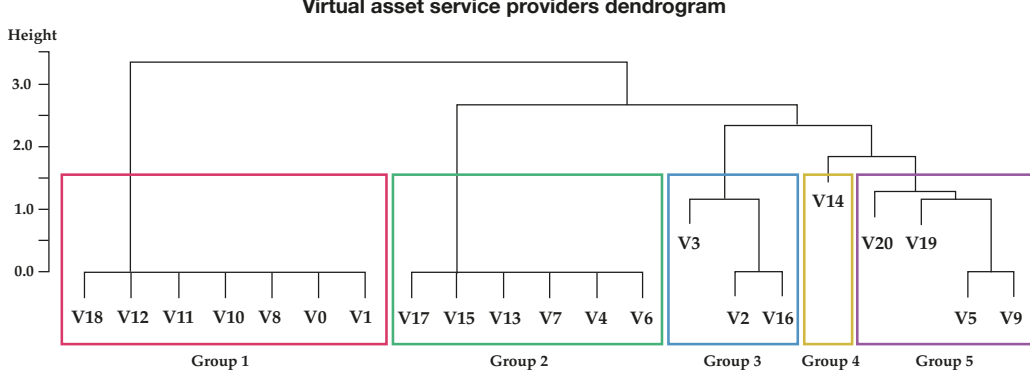 Virtual asset service providers dendrogram
Height
3.0
2.0
1.0
0.0
V14
V3
V20 V19
V18 V12 V11 V10 V8 V0 V1 V17 V15 V13 V7 V4 V6 V2 V16 V5 V9
Group 1 Group 2 Group 3 Group 4 Group 5